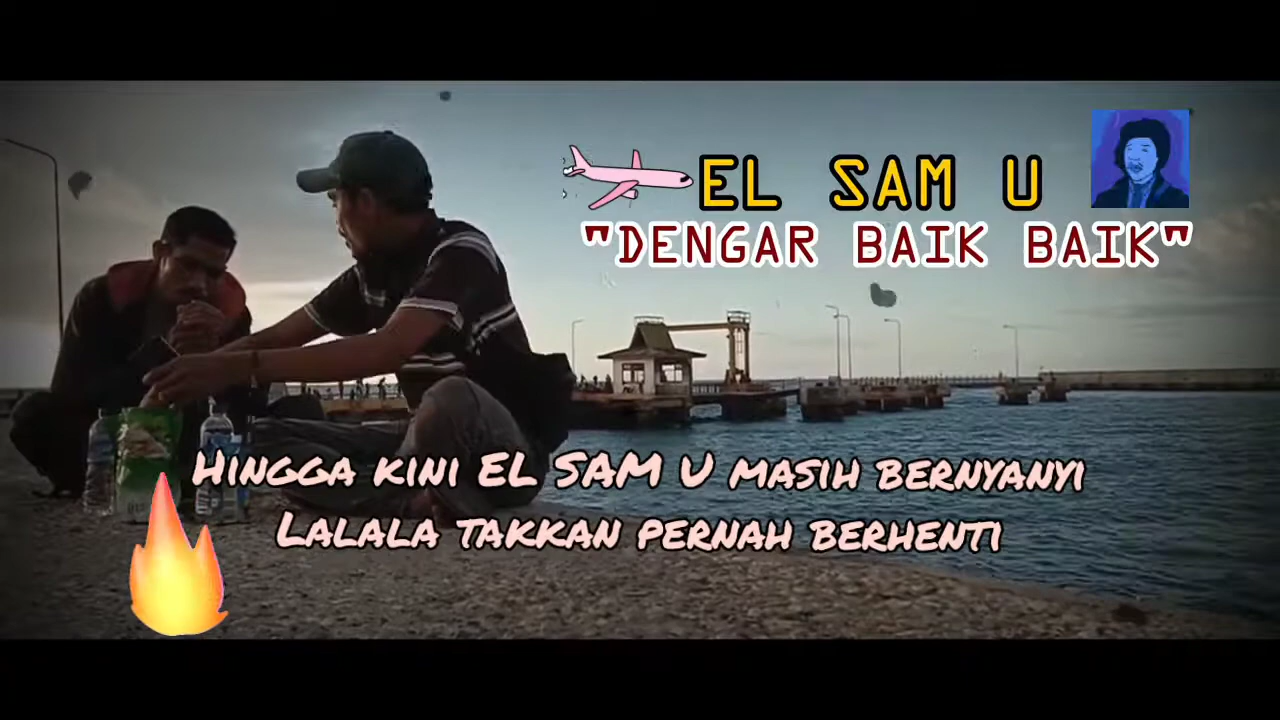 EL SAM U
"DENGAR BAIK BAIK"
HINGGA KINI EL SAM U MASIH BERNYANYI
LALALA TAKKAN PERNAH BERHENTI